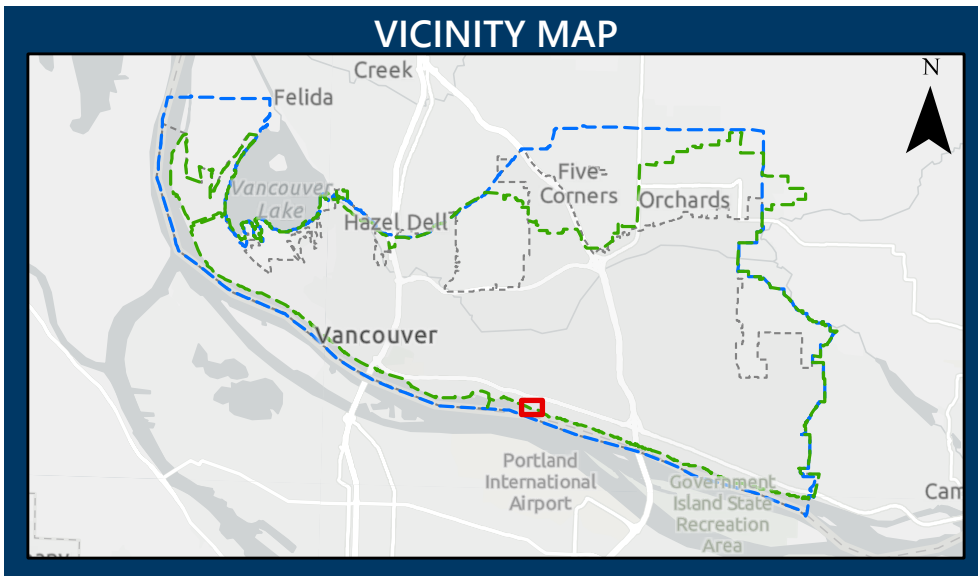 VICINITY MAP
N
Creek
Felida
Five
Corners
Vancouver
Lake
Orchards
Hazel Dell
Vancouver
Portland
International
Airport
Government
Island State
Recreation
Area
Cam